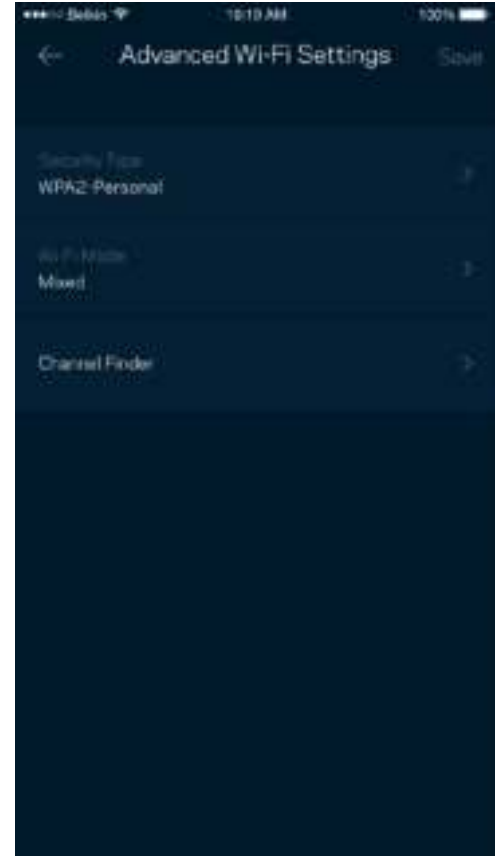 Belkin 10:10 AM 100%
Advanced Wi-Fi Settings Save
Security Type
WPA2-Personal
Wi-Fi Mode
Mixed
Channel Finder